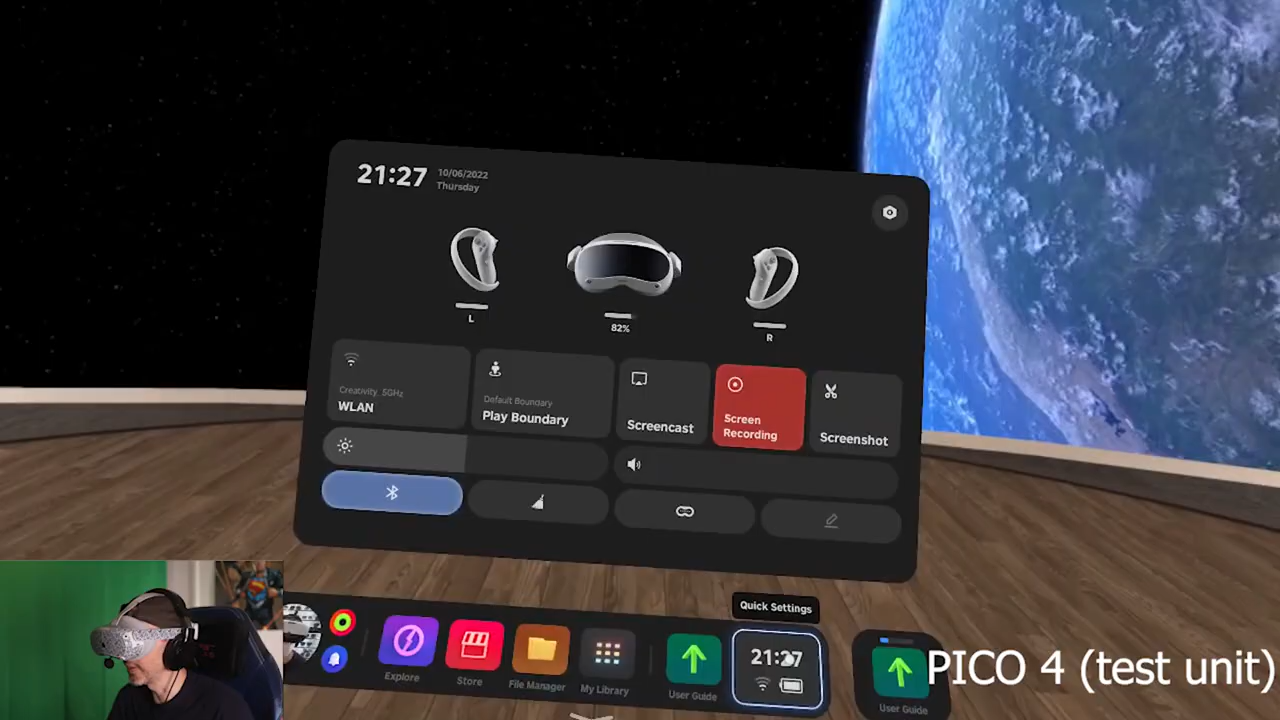 21:27
10/06/2022
Thursday
L
82%
R
Creativity_5GHz
WLAN
Default Boundary
Play Boundary
Screencast
Screen
Recording
Screenshot
Quick Settings
21:27
Explore
Store
File Manager
My Library
User Guide
User Guide
PICO 4 (test unit)